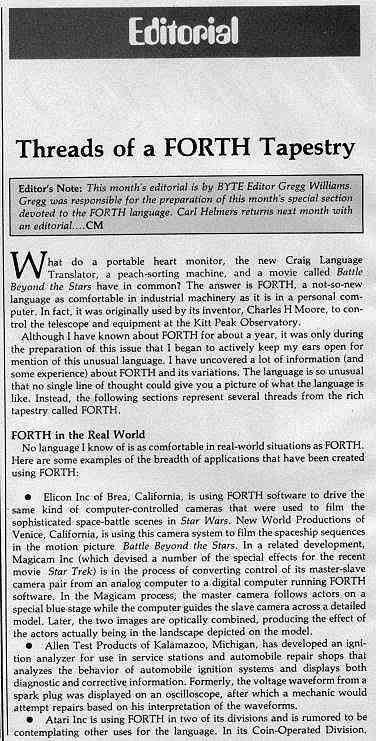 Editorial
Threads of a FORTH Tapestry
Editor's Note: This month's editorial is by BYTE Editor Gregg Williams.
Gregg was responsible for the preparation of this month's special section
devoted to the FORTH language. Carl Helmers returns next month with
an editorial....CM
What do a portable heart monitor, the new Craig Language
Translator, a peach-sorting machine, and a movie called Battle
Beyond the Stars have in common? The answer is FORTH, a not-so-new
language as comfortable in industrial machinery as it is in a personal com-
puter. In fact, it was originally used by its inventor, Charles H Moore, to con-
trol the telescope and equipment at the Kitt Peak Observatory.
Although I have known about FORTH for about a year, it was only during
the preparation of this issue that I began to actively keep my ears open for
mention of this unusual language. I have uncovered a lot of information (and
some experience) about FORTH and its variations. The language is so unusual
that no single line of thought could give you a picture of what the language is
like. Instead, the following sections represent several threads from the rich
tapestry called FORTH.
FORTH in the Real World
No language I know of is as comfortable in real-world situations as FORTH.
Here are some examples of the breadth of applications that have been created
using FORTH:
● Elicon Inc of Brea, California, is using FORTH software to drive the
same kind of computer-controlled cameras that were used to film the
sophisticated space-battle scenes in Star Wars. New World Productions of
Venice, California, is using this camera system to film the spaceship sequences
in the motion picture Battle Beyond the Stars. In a related development,
Magicam Inc (which devised a number of the special effects for the recent
movie Star Trek) is in the process of converting control of its master-slave
camera pair from an analog computer to a digital computer running FORTH
software. In the Magicam process, the master camera follows actors on a
special blue stage while the computer guides the slave camera across a detailed
model. Later, the two images are optically combined, producing the effect of
the actors actually being in the landscape depicted on the model.
● Allen Test Products of Kalamazoo, Michigan, has developed an igni-
tion analyzer for use in service stations and automobile repair shops that
analyzes the behavior of automobile ignition systems and displays both
diagnostic and corrective information. Formerly, the voltage waveform from a
spark plug was displayed on an oscilloscope, after which a mechanic would
attempt repairs based on his interpretation of the waveforms.
● Atari Inc is using FORTH in two of its divisions and is rumored to be
contemplating other uses for the language. In its Coin-Operated Division,